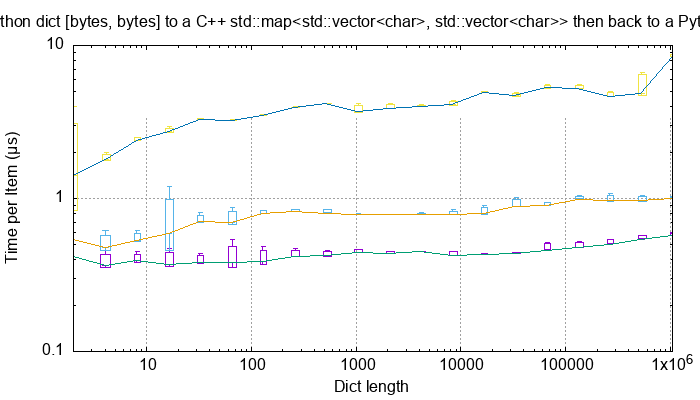 thon dict [bytes, bytes] to a C++ std::map<std::vector<char>, std::vector<char>> then back to a Pyt
10
1
0.1
Time per Item (µs)
10
100
1000
10000
100000
1x10⁶
Dict length